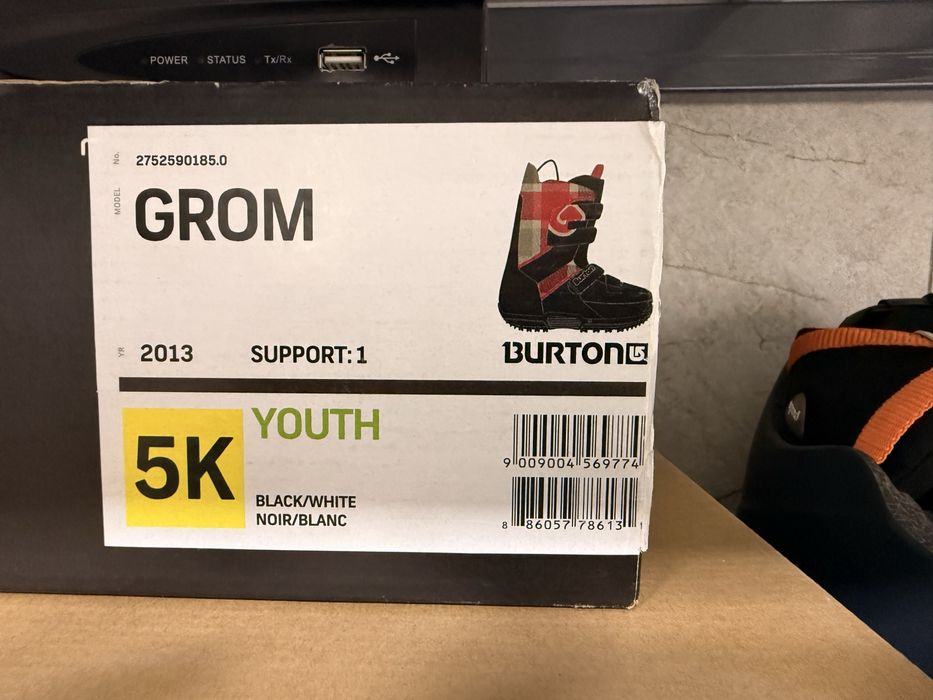 POWER STATUS Tx/Rx
No. 2752590185.0
MODEL GROM
YR 2013 SUPPORT: 1
BURTON
5K YOUTH
BLACK/WHITE
NOIR/BLANC
9 009004 569774
8 86057 78613 1